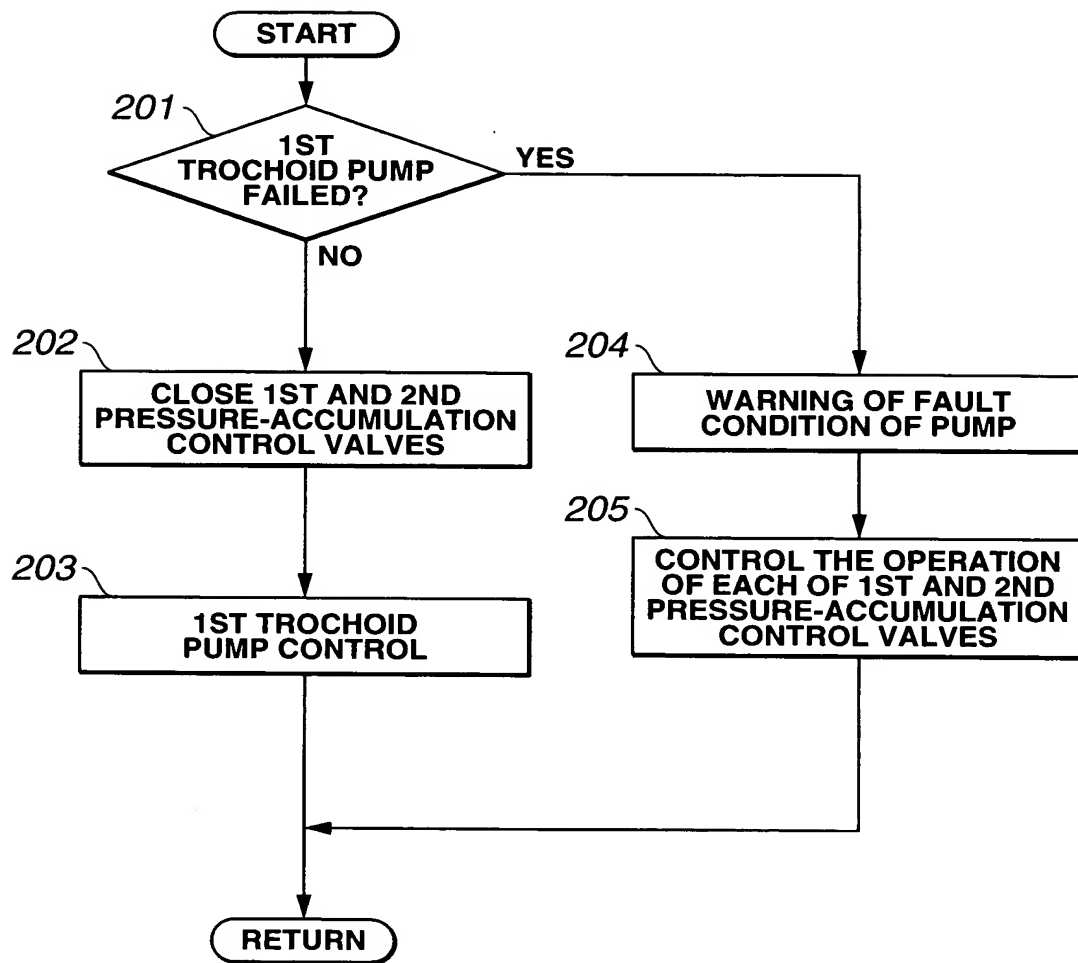 START
201
1ST
TROCHOID PUMP
FAILED?
YES
NO
202
CLOSE 1ST AND 2ND
PRESSURE-ACCUMULATION
CONTROL VALVES
203
1ST TROCHOID
PUMP CONTROL
204
WARNING OF FAULT
CONDITION OF PUMP
205
CONTROL THE OPERATION
OF EACH OF 1ST AND 2ND
PRESSURE-ACCUMULATION
CONTROL VALVES
RETURN